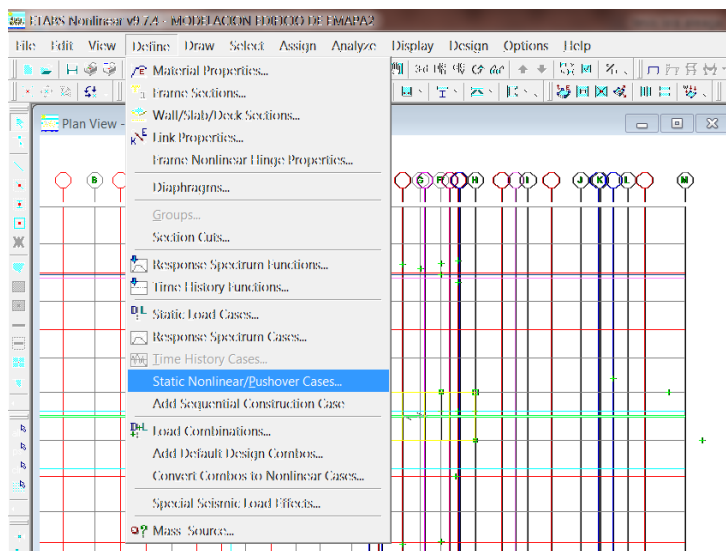 ETABS Nonlinear v9.7.4 - MODELACION EDIFICIO DE EMAPA2
File Edit View Define Draw Select Assign Analyze Display Design Options Help
Material Properties...
Frame Sections...
Wall/Slab/Deck Sections...
Link Properties...
Frame Nonlinear Hinge Properties...
Diaphragms...
Groups...
Section Cuts...
Response Spectrum Functions...
Time History Functions...
Static Load Cases...
Response Spectrum Cases...
Time History Cases...
Static Nonlinear/Pushover Cases...
Add Sequential Construction Case
Load Combinations...
Add Default Design Combos...
Convert Combos to Nonlinear Cases...
Special Seismic Load Effects...
Mass Source...
Plan View -
B G F H I J K L M